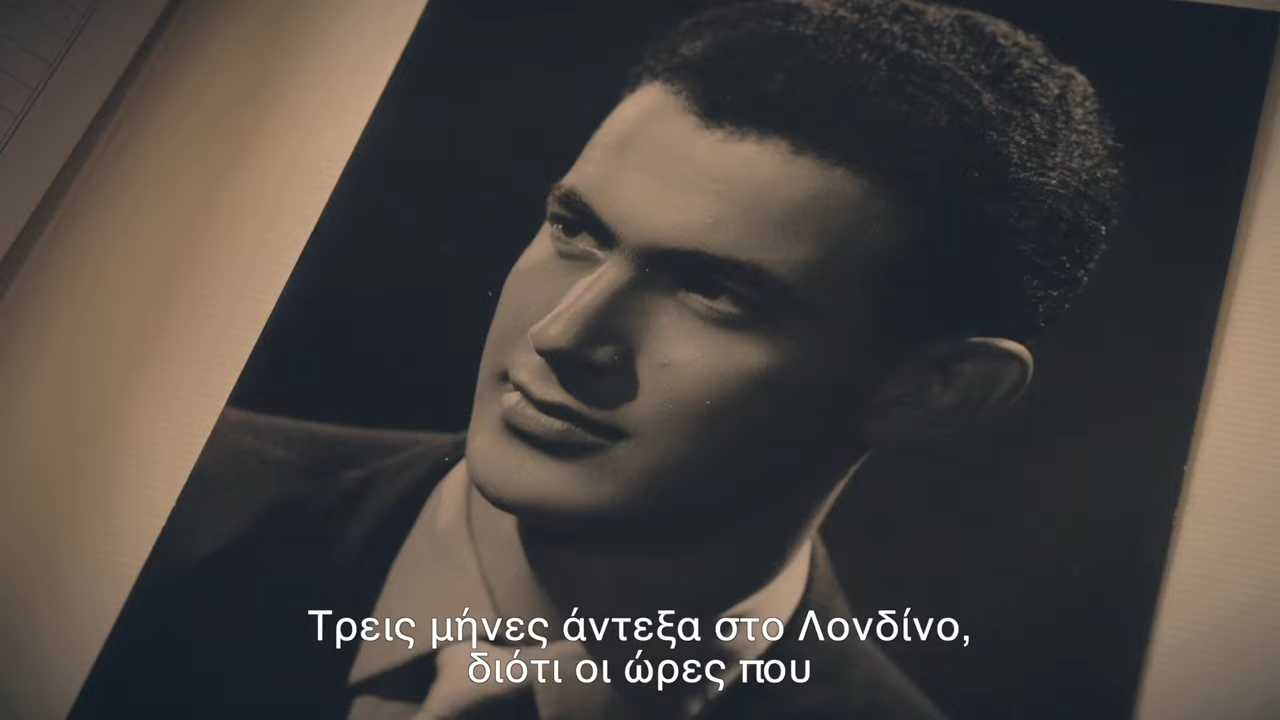 Τρεις μήνες άντεξα στο Λονδίνο,
διότι οι ώρες που